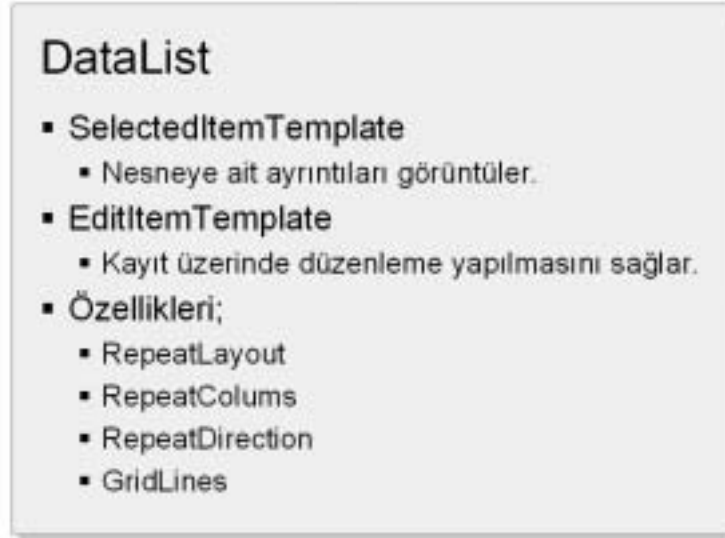 DataList
▪ SelectedItemTemplate
▪ Nesneye ait ayrıntıları görüntüler.
▪ EditItemTemplate
▪ Kayıt üzerinde düzenleme yapılmasını sağlar.
▪ Özellikleri;
▪ RepeatLayout
▪ RepeatColums
▪ RepeatDirection
▪ GridLines